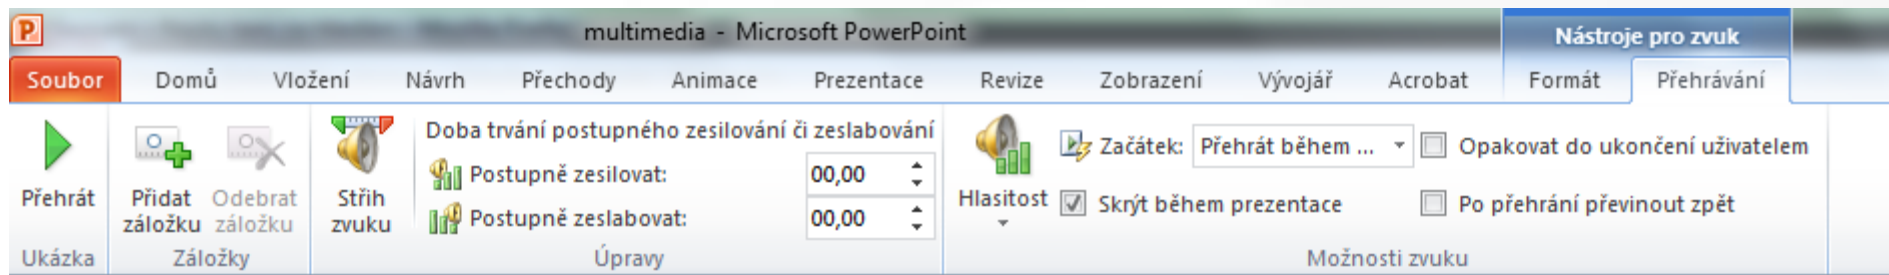 multimedia - Microsoft PowerPoint
Nástroje pro zvuk
Soubor Domů Vložení Návrh Přechody Animace Prezentace Revize Zobrazení Vývojář Acrobat Formát Přehrávání
Přehrát
Ukázka
Přidat záložku
Odebrat záložku
Záložky
Střih zvuku
Doba trvání postupného zesilování či zeslabování
Postupně zesilovat: 00,00
Postupně zeslabovat: 00,00
Úpravy
Hlasitost
Začátek: Přehrát během ...
Skrýt během prezentace
Opakovat do ukončení uživatelem
Po přehrání převinout zpět
Možnosti zvuku